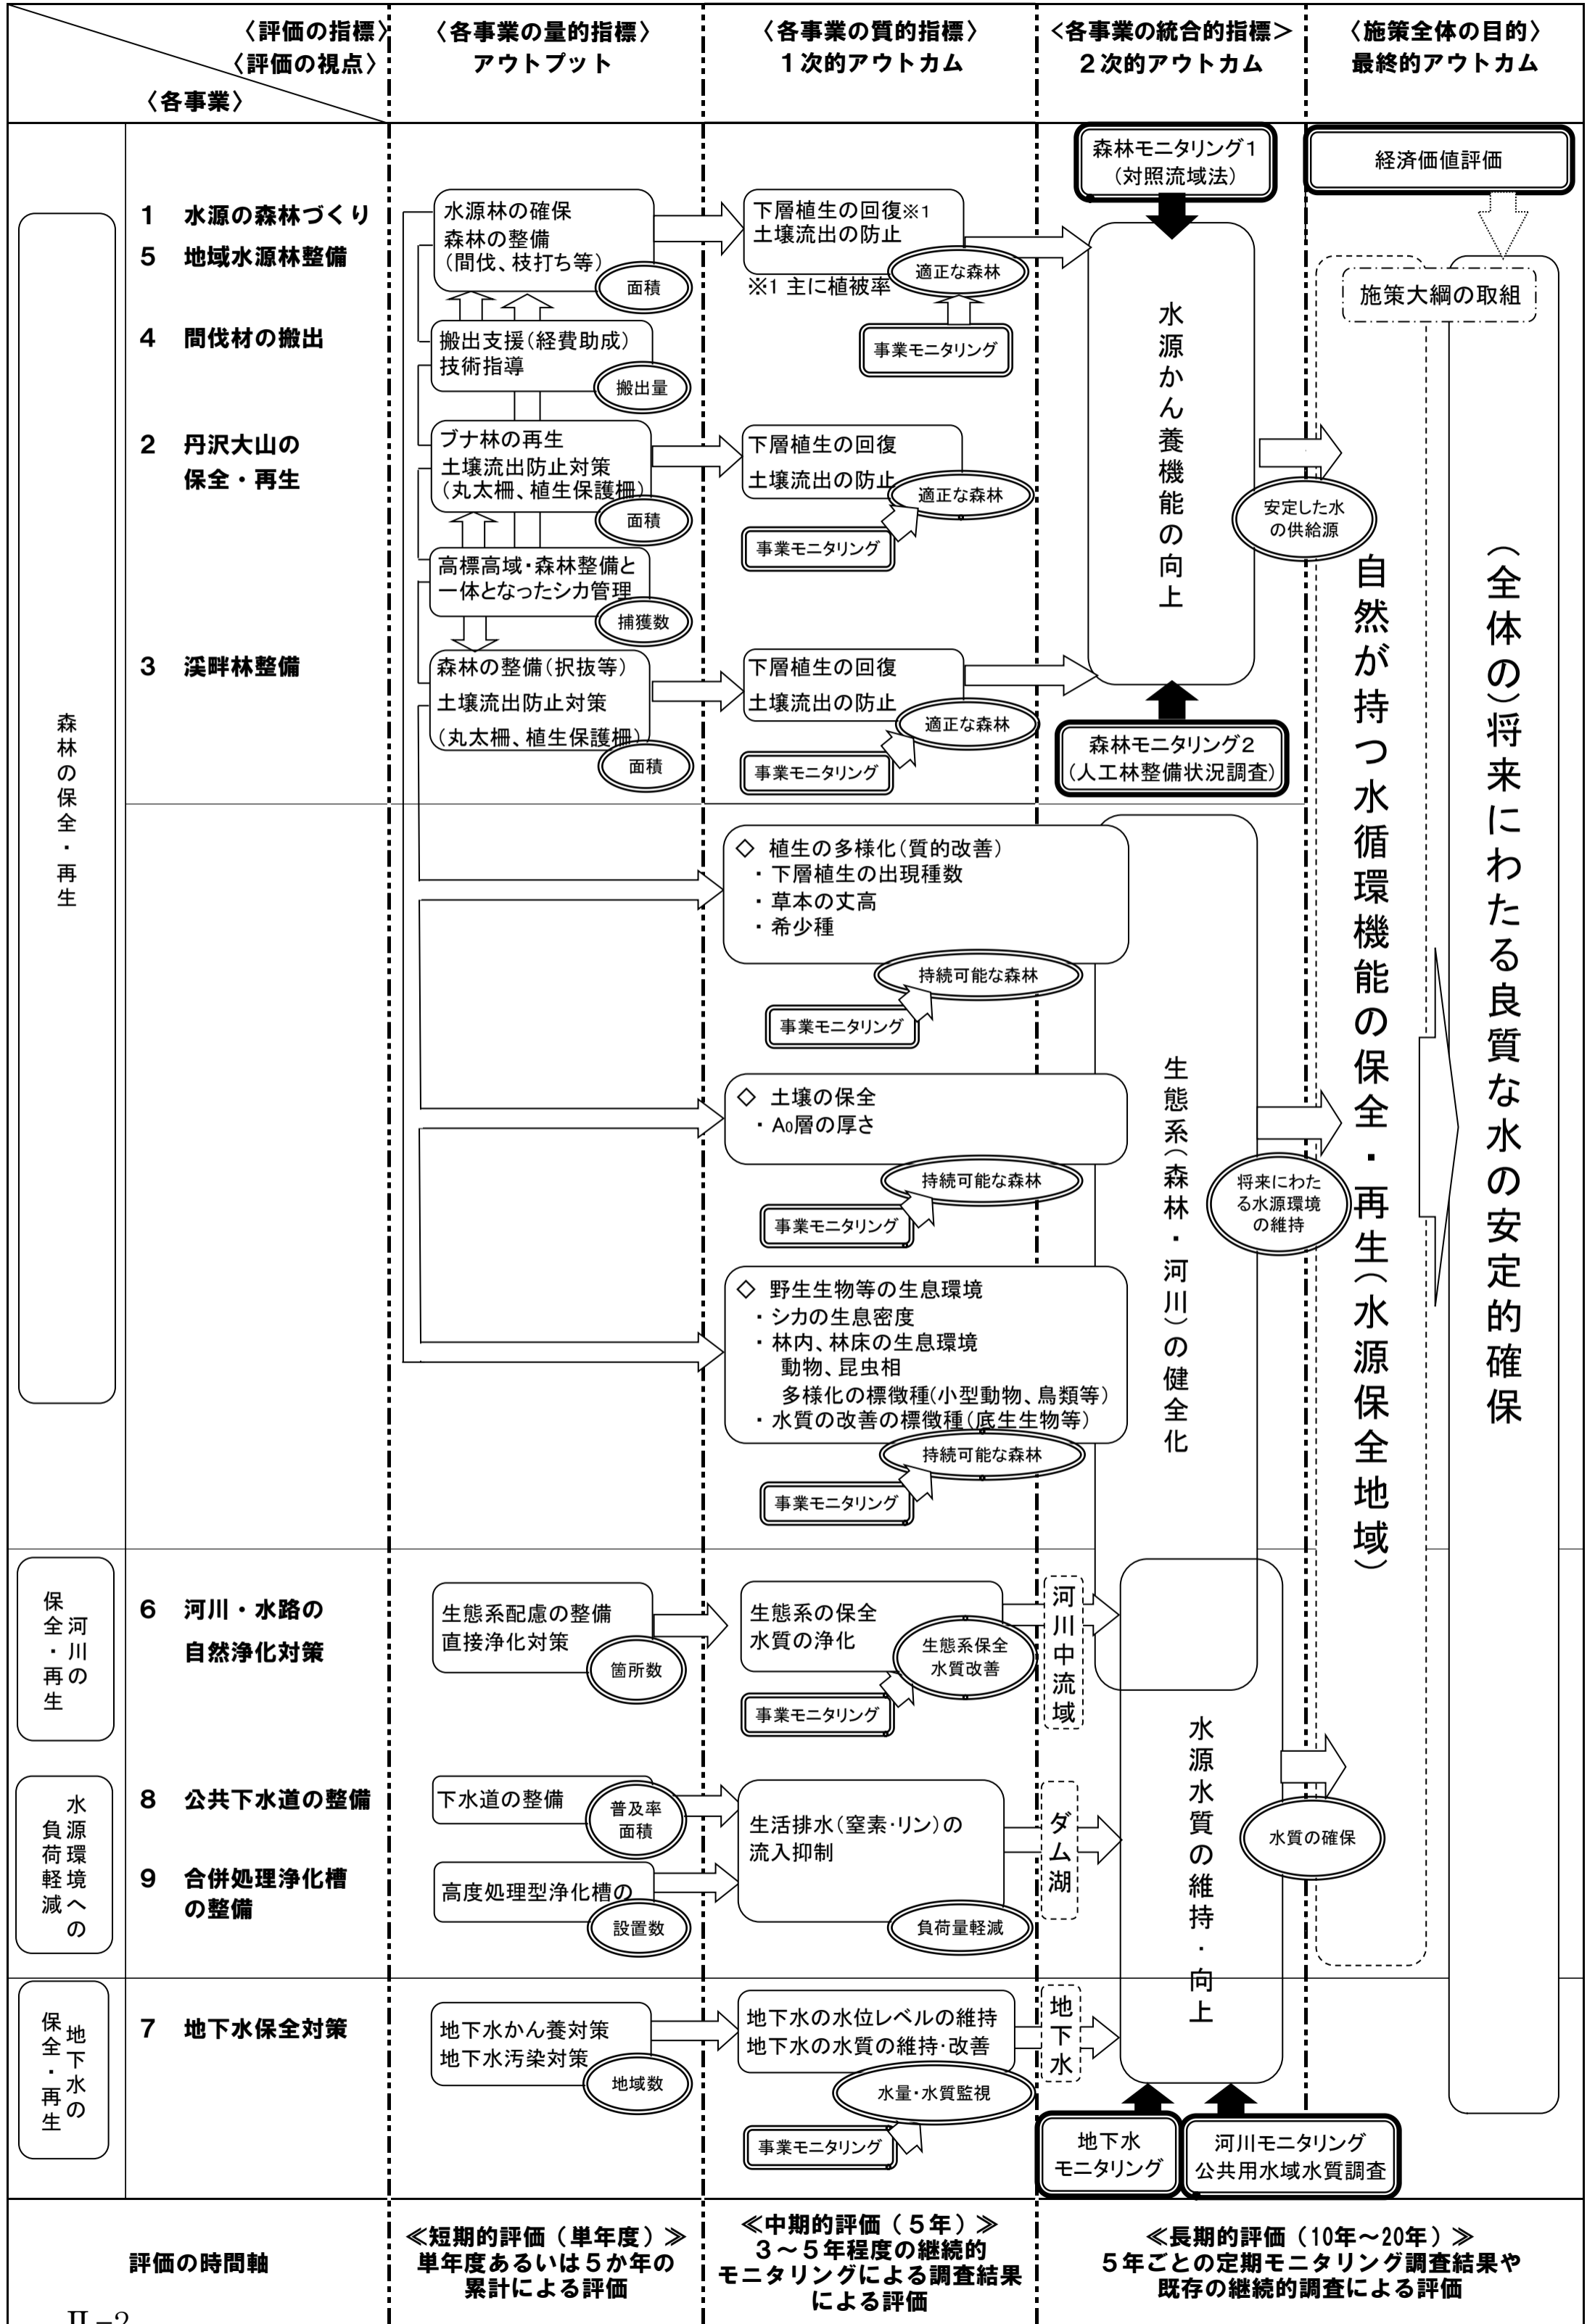 〈評価の指標〉
〈評価の視点〉
〈各事業〉
〈各事業の量的指標〉
アウトプット
〈各事業の質的指標〉
１次的アウトカム
＜各事業の統合的指標＞
２次的アウトカム
〈施策全体の目的〉
最終的アウトカム
森林の保全・再生
1 水源の森林づくり
5 地域水源林整備
水源林の確保
森林の整備
（間伐、枝打ち等）
面積
下層植生の回復※1
土壌流出の防止
適正な森林
※1 主に植被率
事業モニタリング
4 間伐材の搬出
搬出支援（経費助成）
技術指導
搬出量
2 丹沢大山の
保全・再生
ブナ林の再生
土壌流出防止対策
（丸太柵、植生保護柵）
面積
下層植生の回復
土壌流出の防止
適正な森林
事業モニタリング
高標高域・森林整備と
一体となったシカ管理
捕獲数
3 渓畔林整備
森林の整備（択抜等）
土壌流出防止対策
（丸太柵、植生保護柵）
面積
下層植生の回復
土壌流出の防止
適正な森林
事業モニタリング
森林モニタリング１
（対照流域法）
水源かん養機能の向上
森林モニタリング２
（人工林整備状況調査）
安定した水
の供給源
経済価値評価
施策大綱の取組
自然が持つ水循環機能の保全・再生（水源保全地域）
（全体の）将来にわたる良質な水の安定的確保
◇ 植生の多様化（質的改善）
・下層植生の出現種数
・草本の丈高
・希少種
持続可能な森林
事業モニタリング
◇ 土壌の保全
・A0層の厚さ
持続可能な森林
事業モニタリング
◇ 野生生物等の生息環境
・シカの生息密度
・林内、林床の生息環境
動物、昆虫相
多様化の標徴種（小型動物、鳥類等）
・水質の改善の標徴種（底生生物等）
持続可能な森林
事業モニタリング
生態系（森林・河川）の健全化
将来にわた
る水源環境
の維持
河川の
保全・再生
6 河川・水路の
自然浄化対策
生態系配慮の整備
直接浄化対策
箇所数
生態系の保全
水質の浄化
生態系保全
水質改善
事業モニタリング
河川中流域
水源環境への
負荷軽減
8 公共下水道の整備
下水道の整備
普及率
面積
9 合併処理浄化槽
の整備
高度処理型浄化槽の
設置数
生活排水（窒素・リン）の
流入抑制
負荷量軽減
ダム湖
水源水質の維持・向上
水質の確保
地下水の
保全・再生
7 地下水保全対策
地下水かん養対策
地下水汚染対策
地域数
地下水の水位レベルの維持
地下水の水質の維持・改善
水量・水質監視
事業モニタリング
地下水
地下水
モニタリング
河川モニタリング
公共用水域水質調査
評価の時間軸
≪短期的評価（単年度）≫
単年度あるいは５か年の
累計による評価
≪中期的評価（５年）≫
３～５年程度の継続的
モニタリングによる調査結果
による評価
≪長期的評価（10年～20年）≫
５年ごとの定期モニタリング調査結果や
既存の継続的調査による評価
Ⅱ-2